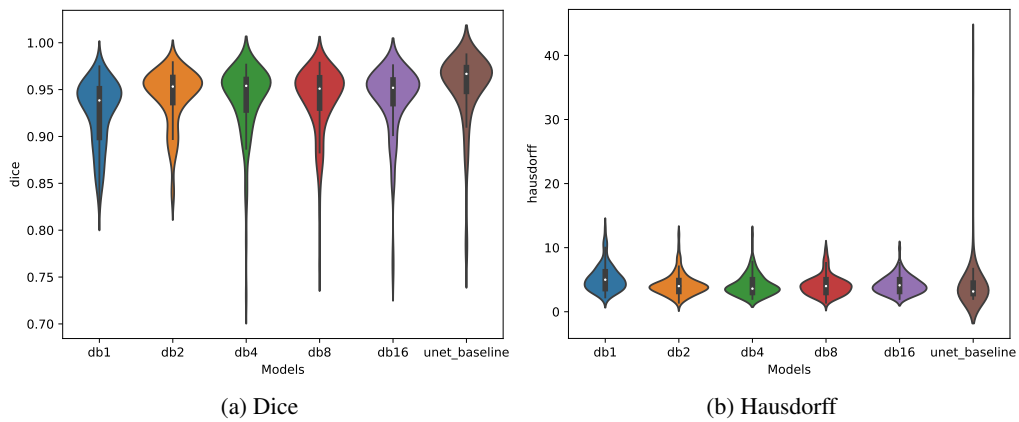 1.00
0.95
0.90
0.85
0.80
0.75
0.70
dice
db1 db2 db4 db8 db16 unet_baseline
Models
(a) Dice
40
30
20
10
0
hausdorff
db1 db2 db4 db8 db16 unet_baseline
Models
(b) Hausdorff